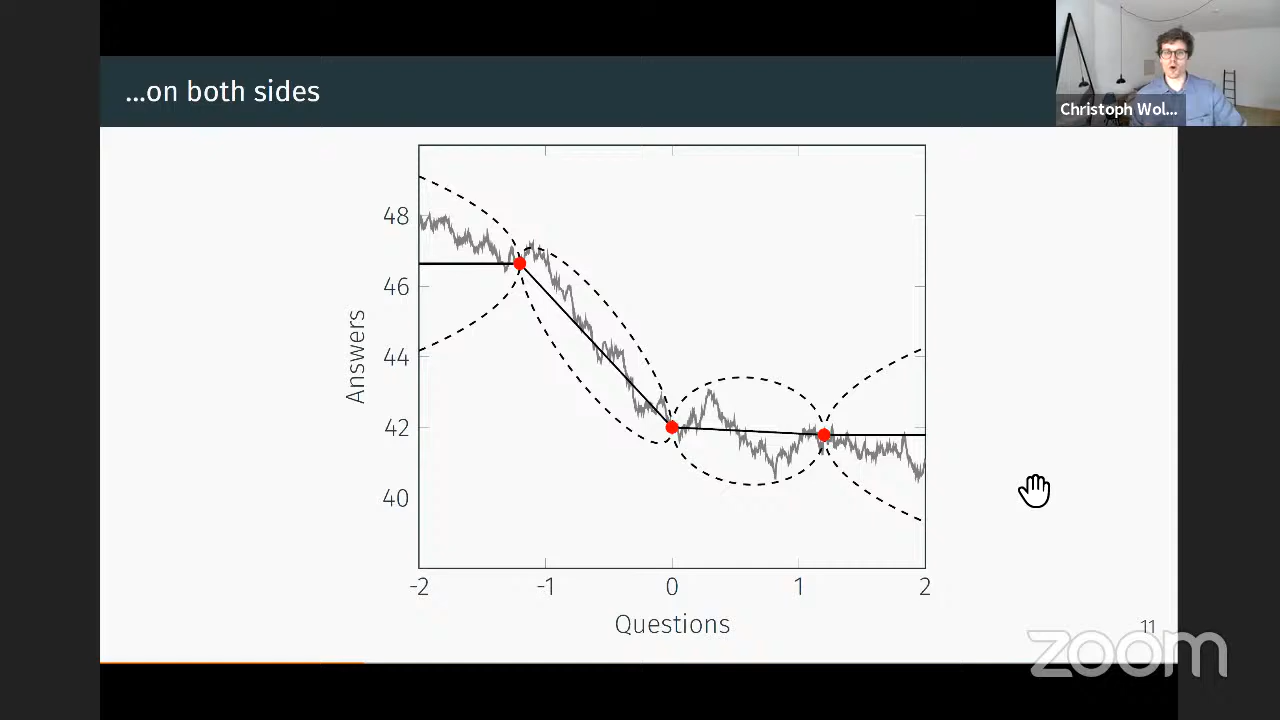 ...on both sides
Christoph Wol...
48
46
44
42
40
Answers
-2 -1 0 1 2
Questions
11
zoom